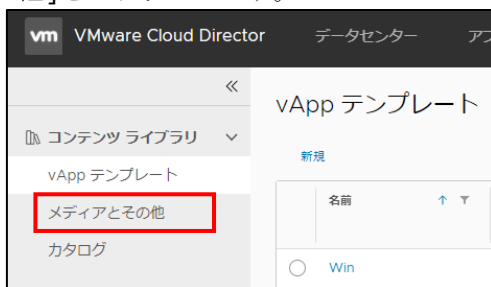 vm VMware Cloud Director データセンター
«
vApp テンプレート
コンテンツ ライブラリ
新規
vApp テンプレート
名前
メディアとその他
カタログ
Win